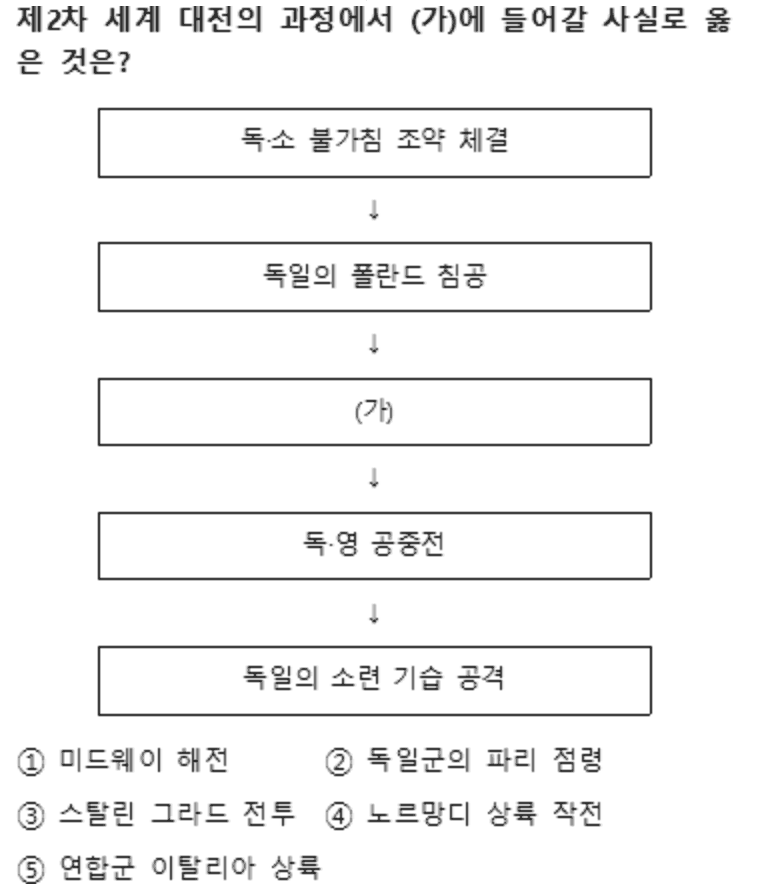 제2차 세계 대전의 과정에서 (가)에 들어갈 사실로 옳
은 것은?
독·소 불가침 조약 체결
↓
독일의 폴란드 침공
↓
(가)
↓
독·영 공중전
↓
독일의 소련 기습 공격
① 미드웨이 해전 ② 독일군의 파리 점령
③ 스탈린 그라드 전투 ④ 노르망디 상륙 작전
⑤ 연합군 이탈리아 상륙